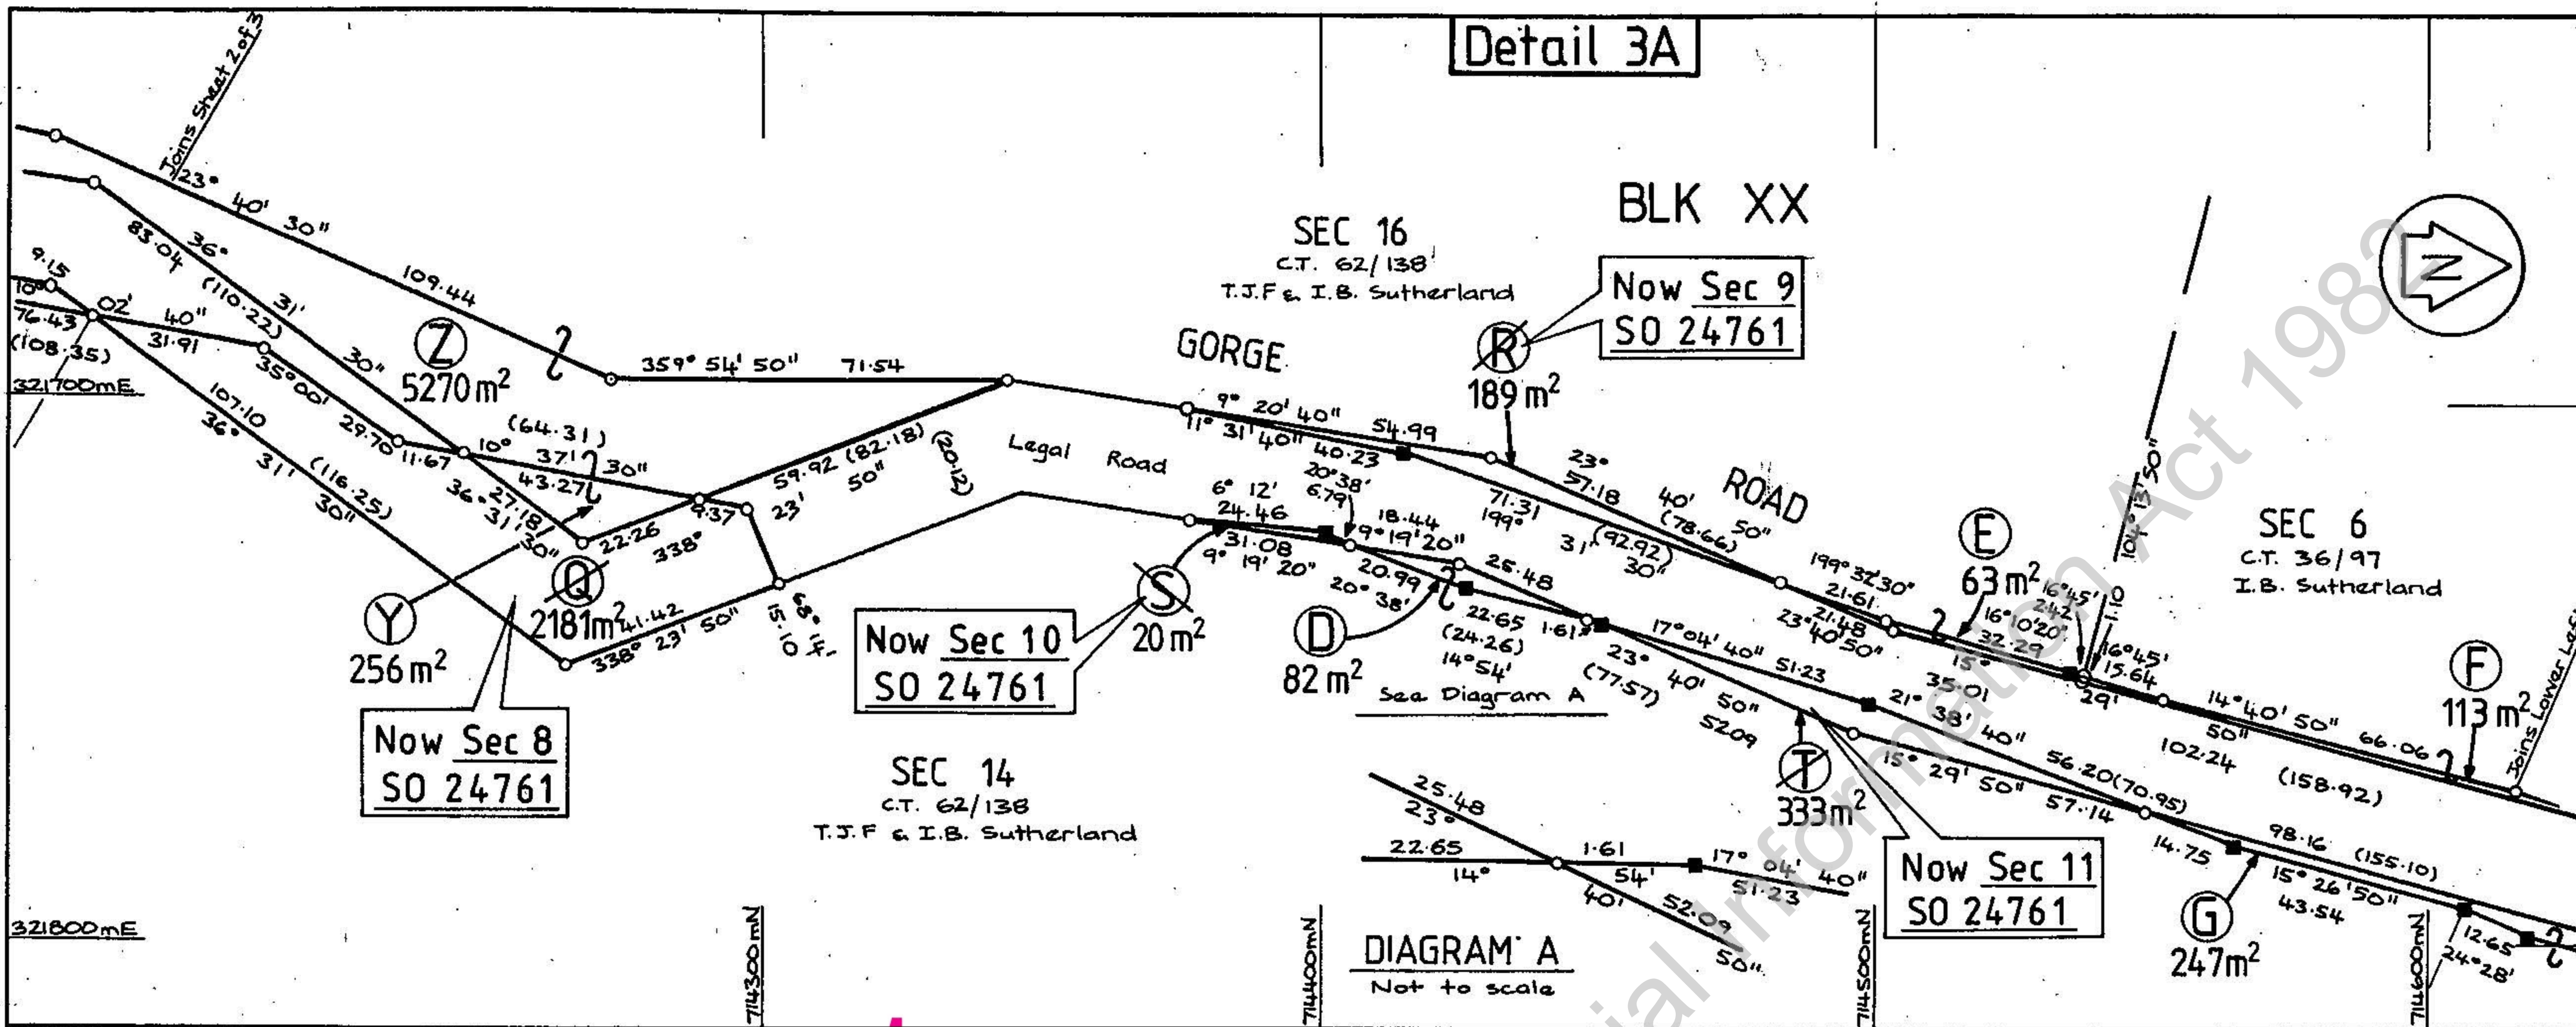 Detail 3A
Joins Sheet 2 of 3
23° 40' 30"
109.44
BLK XX
SEC 16
C.T. 62/138
T.J.F & I.B. Sutherland
Now Sec 9
SO 24761
R
189 m²
N
GORGE
ROAD
Legal Road
(20.12)
9.15
10° 02' 40"
76.43
31.91
(108.35)
321700mE
36° 31' 30"
83.04
(110.22)
Z
5270 m²
359° 54' 50" 71.54
35°00'
29.70
11.67
10° 37' 30"
(64.31)
43.27
9.37
107.10
36° 31' 30"
(116.25)
27.18
36° 31' 30"
22.26
59.92 (82.18)
338° 23' 50"
Q
2181m²
41.42
338° 23' 50"
15.10
Y
256 m²
Now Sec 8
SO 24761
9° 20' 40"
54.99
11° 31' 40"
40.23
20°38'
6.79
6° 12'
24.46
31.08
9° 19' 20"
18.44
9°19'20"
20.99
20° 38'
25.48
S
20 m²
Now Sec 10
SO 24761
SEC 14
C.T. 62/138
T.J.F & I.B. Sutherland
23° 40' 50"
57.18
(78.66)
71.31
199° 31' 30"
(92.92)
D
82 m²
22.65
(24.26)
14°54'
1.61
See Diagram A
17°04' 40" 51.23
23° 40' 50"
(77.57)
52.09
199°32'30"
21.61
21.48
23°40'50"
E
63 m²
16°45'
2.42
1.10
16°10'20"
32.29
15° 29' 50"
35.01
102.24
(158.92)
16°45'
15.64
104°13'50"
SEC 6
C.T. 36/97
I.B. Sutherland
14°40' 50" 66.06
F
113 m²
21° 38' 40"
56.20 (70.95)
15° 29' 50"
57.14
T
333m²
Now Sec 11
SO 24761
14.75
98.16 (155.10)
15° 26' 50"
43.54
G
247m²
12.65
24°28'
25.48
23° 40' 50"
22.65
1.61
14° 54'
17° 04' 40"
51.23
52.09
DIAGRAM A
Not to scale
321800mE
714300mN
714400mN
714500mN
714600mN
Information Act 1982